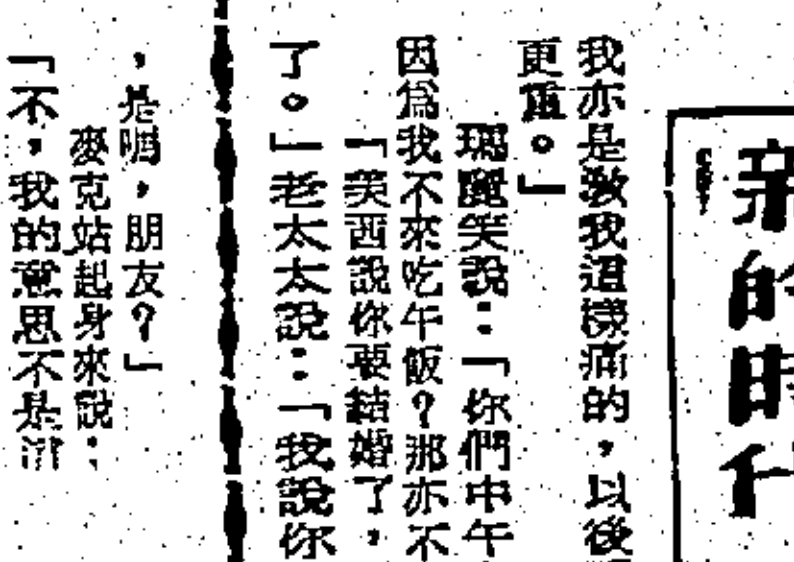 的時
我亦是教我這樣痛的，以後
更重。」
瑪麗笑說：「你們中午
因爲我不來吃午飯？那亦不
「美西說你要結婚了，
了。」老太太說：「我說你
，是嗎，朋友？」
麥克站起身來說：
「不，我的意思不是